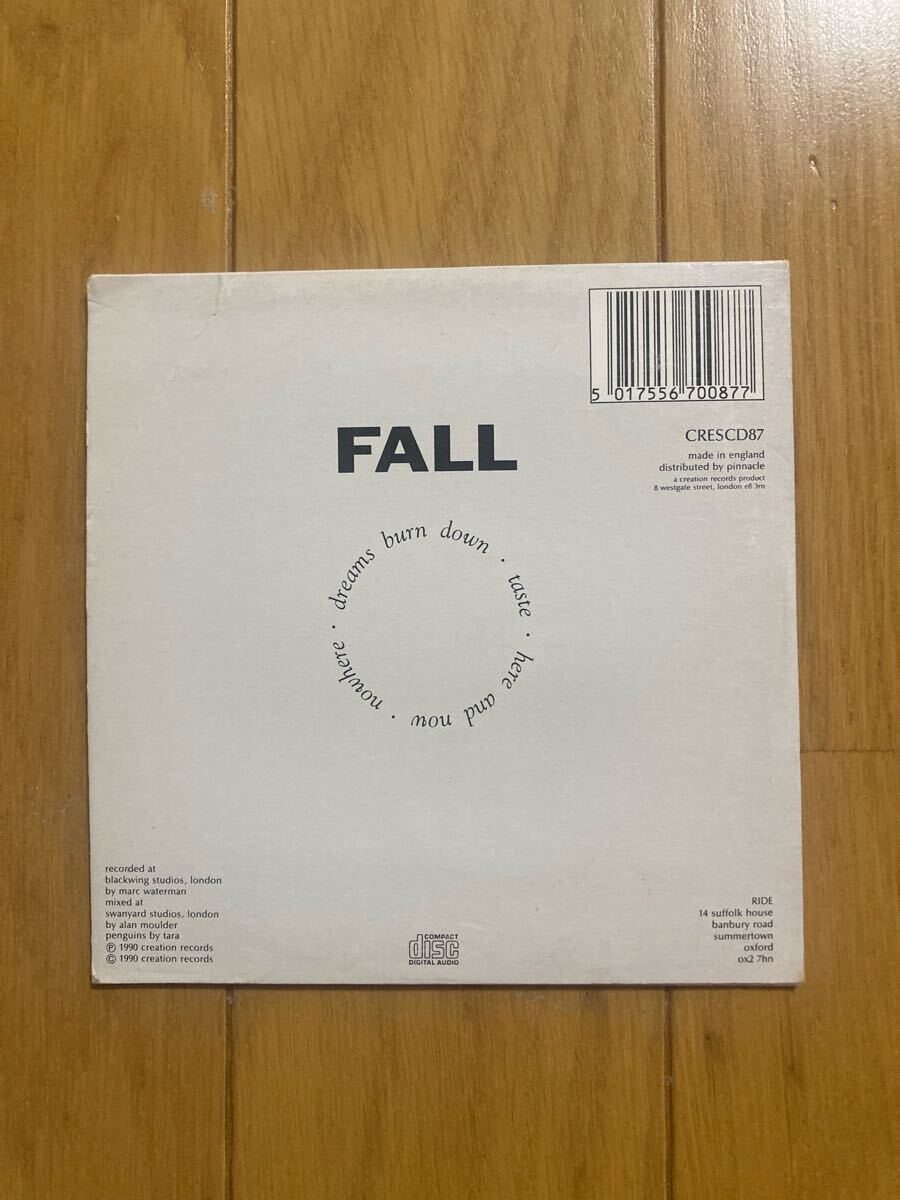 5 017556 700877
CRESCD87
made in england
distributed by pinnacle
a creation records product
8 westgate street, london e8 3rn
FALL
dreams burn down · taste · here and now · nowhere ·
recorded at
blackwing studios, london
by marc waterman
mixed at
swanyard studios, london
by alan moulder
penguins by tara
℗ 1990 creation records
© 1990 creation records
COMPACT
disc
DIGITAL AUDIO
RIDE
14 suffolk house
banbury road
summertown
oxford
ox2 7hn